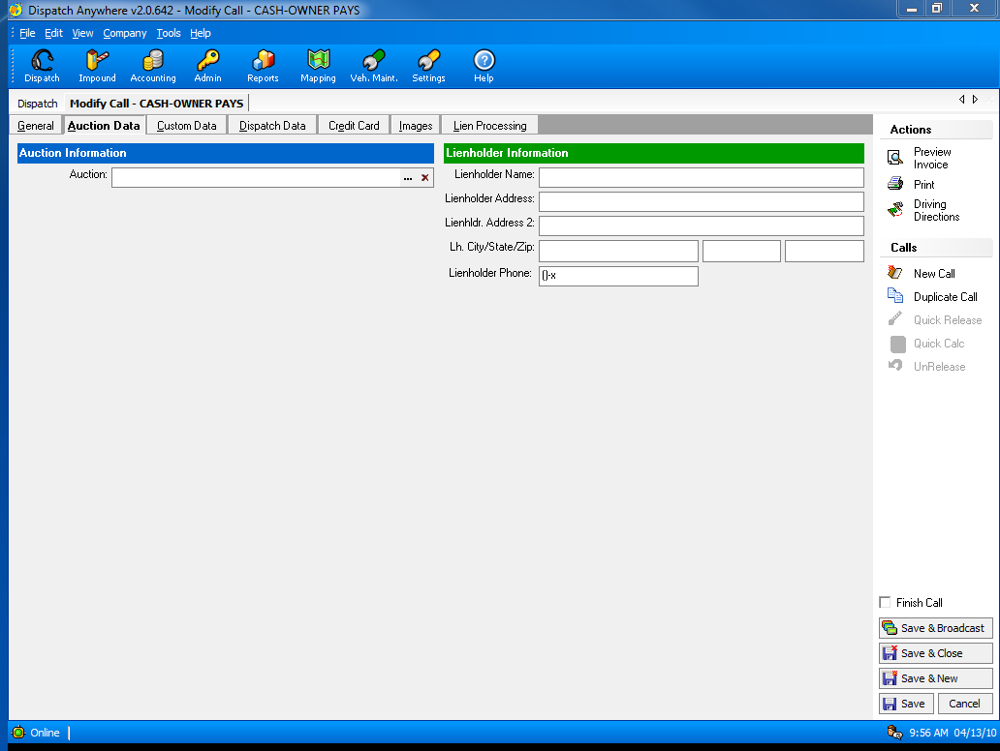 Dispatch Anywhere v2.0.642 - Modify Call - CASH-OWNER PAYS
File Edit View Company Tools Help
Dispatch Impound Accounting Admin Reports Mapping Veh. Maint. Settings Help
Dispatch Modify Call - CASH-OWNER PAYS
General Auction Data Custom Data Dispatch Data Credit Card Images Lien Processing
Auction Information
Auction: ...
Lienholder Information
Lienholder Name:
Lienholder Address:
Lienhldr. Address 2:
Lh. City/State/Zip:
Lienholder Phone: ()-x
Actions
Preview
Invoice
Print
Driving
Directions
Calls
New Call
Duplicate Call
Quick Release
Quick Calc
UnRelease
Finish Call
Save & Broadcast
Save & Close
Save & New
Save Cancel
Online
9:56 AM 04/13/10